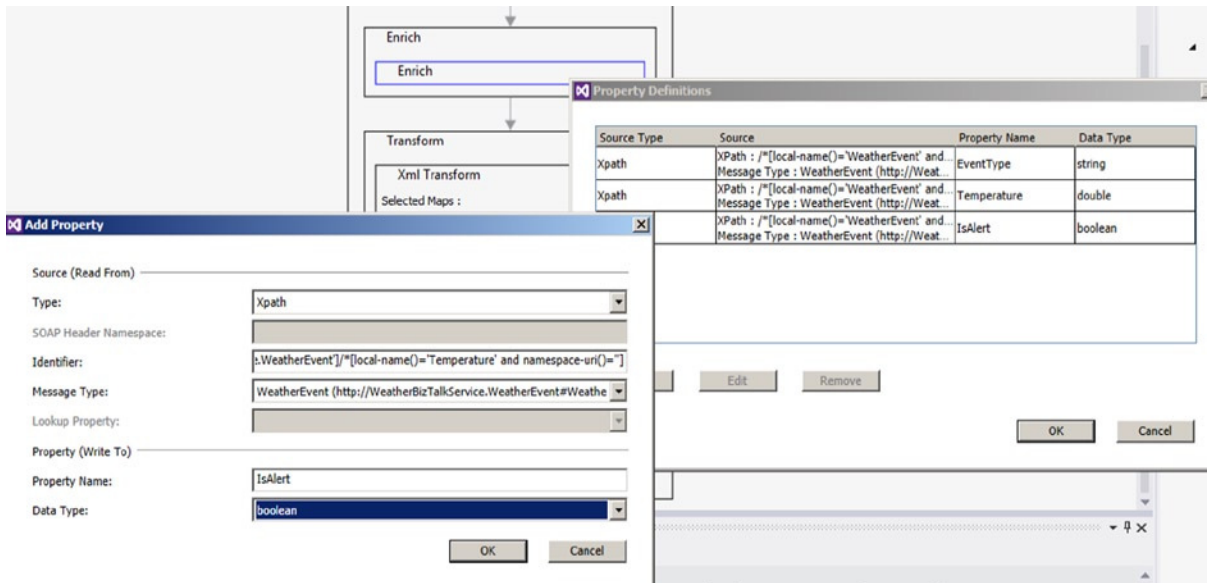 Enrich
Enrich
Transform
Xml Transform
Selected Maps :
Property Definitions
Source Type Source Property Name Data Type
Xpath XPath : /*[local-name()='WeatherEvent' and... EventType string
Message Type : WeatherEvent (http://Weat...
Xpath XPath : /*[local-name()='WeatherEvent' and... Temperature double
Message Type : WeatherEvent (http://Weat...
XPath : /*[local-name()='WeatherEvent' and... IsAlert boolean
Message Type : WeatherEvent (http://Weat...
Edit Remove
OK Cancel
Add Property
Source (Read From)
Type: Xpath
SOAP Header Namespace:
Identifier: :.WeatherEvent']/*[local-name()='Temperature' and namespace-uri()='']
Message Type: WeatherEvent (http://WeatherBizTalkService.WeatherEvent#Weathe
Lookup Property:
Property (Write To)
Property Name: IsAlert
Data Type: boolean
OK Cancel